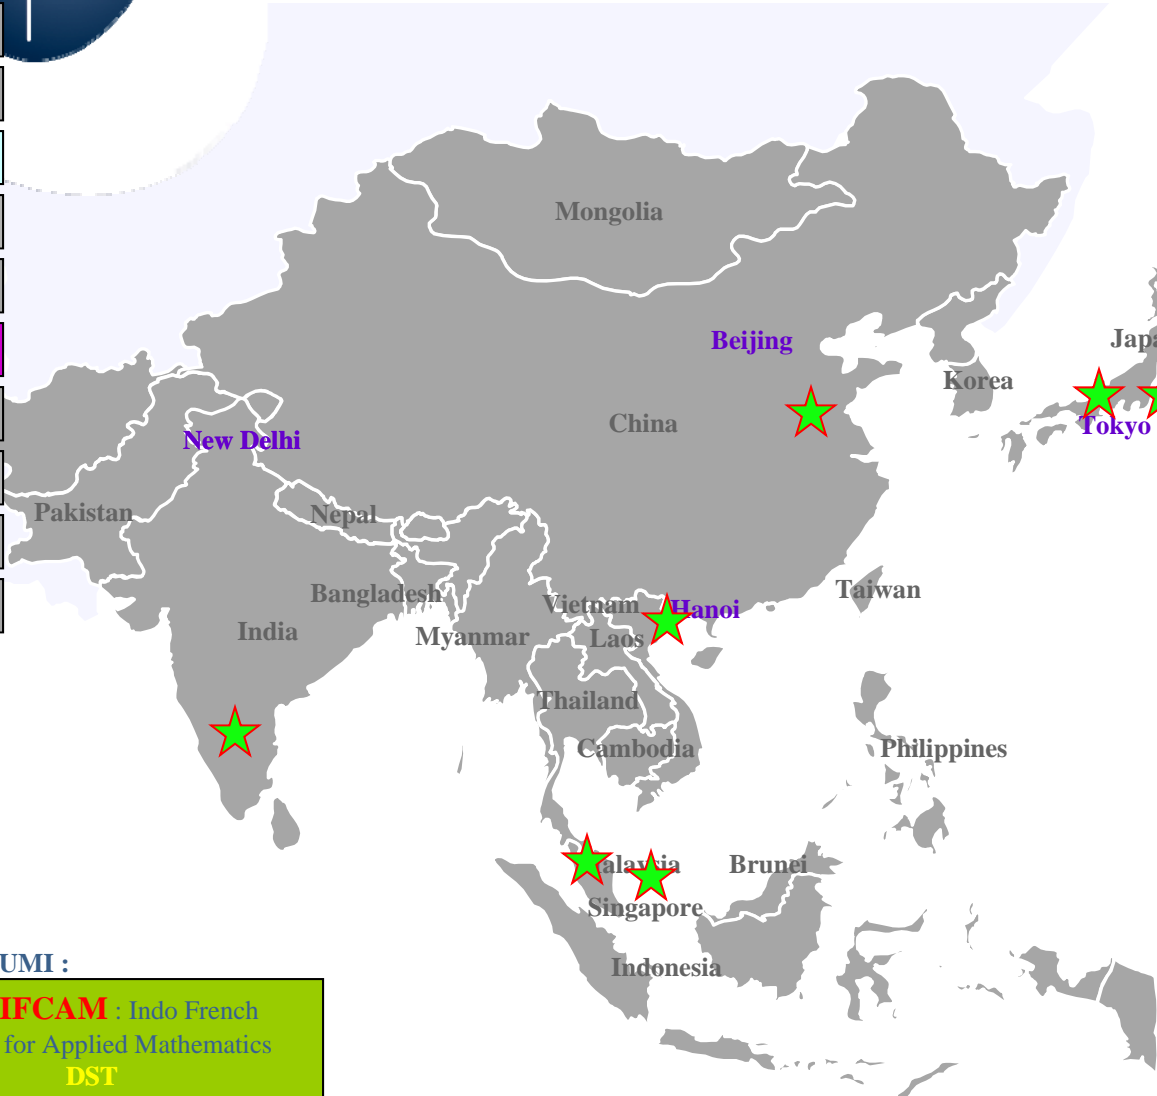 Mongolia
Beijing
Japa
Korea
China
Tokyo
New Delhi
Pakistan
Nepal
Taiwan
Bangladesh
Vietnam
Hanoi
India
Myanmar
Laos
Thailand
Cambodia
Philippines
alaysia
Brunei
Singapore
Indonesia
UMI :
IFCAM : Indo French
for Applied Mathematics
DST